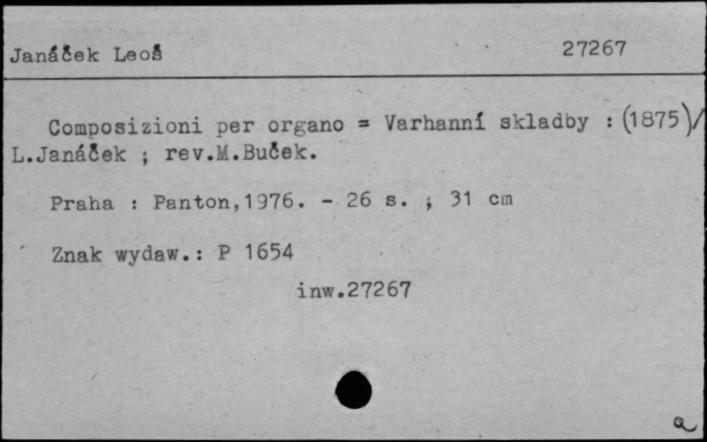 Janáček Leoš 27267
Composizioni per organo = Varhanní skladby : (1875)/
L.Janáček ; rev.M.Buček.
Praha : Panton,1976. - 26 s. ; 31 cm
Znak wydaw.: P 1654
inw.27267
a